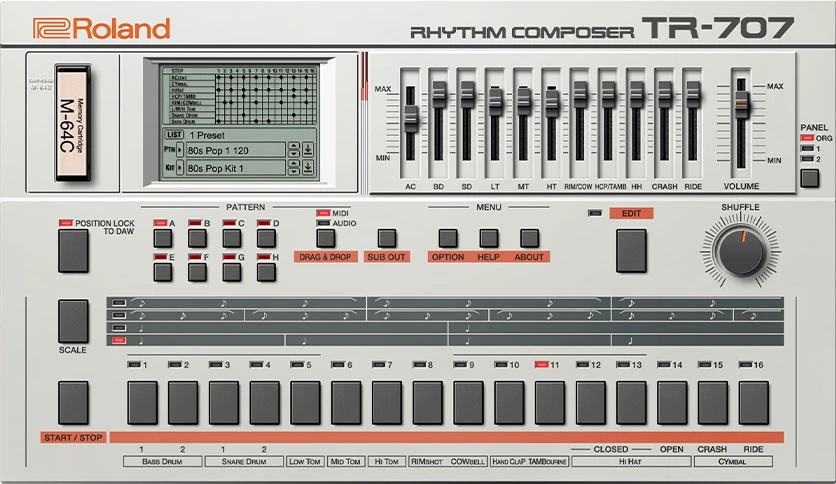 Roland
RHYTHM COMPOSER TR-707
CARTRIDGE
M-64C
Memory Cartridge
M-64C
STEP 1 2 3 4 5 6 7 8 9 10 11 12 13 14 15 16
ACCENT
CYMBAL
HIHAT
HCP/TAMB
RIM/COWBELL
L/M/H TOM
SNARE DRUM
BASS DRUM
LIST 1 Preset
PTN 80s Pop 1 120
KIT 80s Pop Kit 1
MAX
MIN
AC BD SD LT MT HT RIM/COW HCP/TAMB HH CRASH RIDE
MAX
MIN
VOLUME
PANEL
ORG
1
2
POSITION LOCK
TO DAW
PATTERN
A B C D
E F G H
MIDI
AUDIO
DRAG & DROP
SUB OUT
MENU
OPTION HELP ABOUT
EDIT
SHUFFLE
SCALE
1 2 3 4 5 6 7 8 9 10 11 12 13 14 15 16
START / STOP
1 2 1 2 CLOSED OPEN CRASH RIDE
BASS DRUM SNARE DRUM LOW TOM MID TOM HI TOM RIMSHOT COWBELL HAND CLAP TAMBOURINE HI HAT CYMBAL